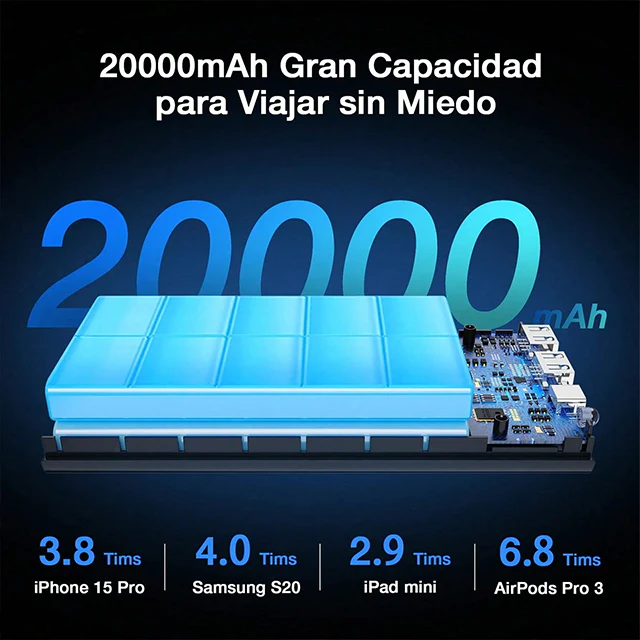 20000mAh Gran Capacidad
para Viajar sin Miedo
20000 mAh
3.8 Tims
iPhone 15 Pro
4.0 Tims
Samsung S20
2.9 Tims
iPad mini
6.8 Tims
AirPods Pro 3